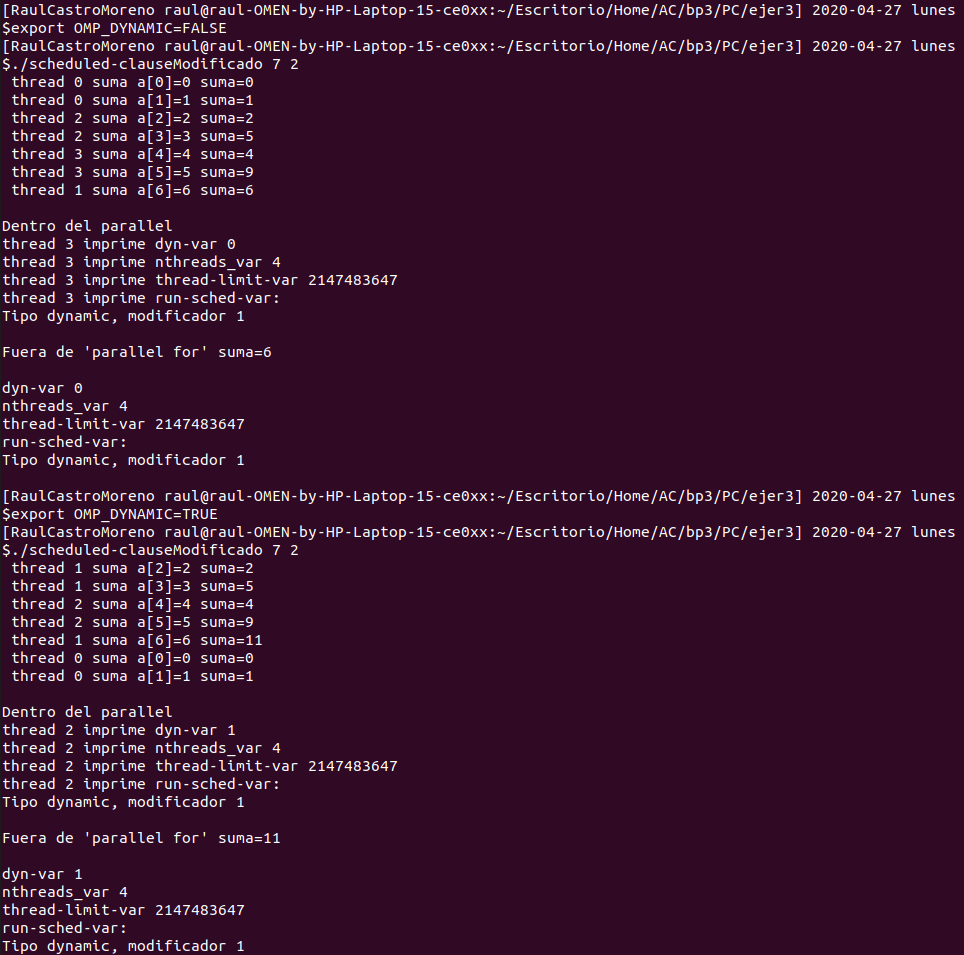 [RaulCastroMoreno raul@raul-OMEN-by-HP-Laptop-15-ce0xx:~/Escritorio/Home/AC/bp3/PC/ejer3] 2020-04-27 lunes
$export OMP_DYNAMIC=FALSE
[RaulCastroMoreno raul@raul-OMEN-by-HP-Laptop-15-ce0xx:~/Escritorio/Home/AC/bp3/PC/ejer3] 2020-04-27 lunes
$./scheduled-clauseModificado 7 2
 thread 0 suma a[0]=0 suma=0
 thread 0 suma a[1]=1 suma=1
 thread 2 suma a[2]=2 suma=2
 thread 2 suma a[3]=3 suma=5
 thread 3 suma a[4]=4 suma=4
 thread 3 suma a[5]=5 suma=9
 thread 1 suma a[6]=6 suma=6

Dentro del parallel
thread 3 imprime dyn-var 0
thread 3 imprime nthreads_var 4
thread 3 imprime thread-limit-var 2147483647
thread 3 imprime run-sched-var:
Tipo dynamic, modificador 1

Fuera de 'parallel for' suma=6

dyn-var 0
nthreads_var 4
thread-limit-var 2147483647
run-sched-var:
Tipo dynamic, modificador 1

[RaulCastroMoreno raul@raul-OMEN-by-HP-Laptop-15-ce0xx:~/Escritorio/Home/AC/bp3/PC/ejer3] 2020-04-27 lunes
$export OMP_DYNAMIC=TRUE
[RaulCastroMoreno raul@raul-OMEN-by-HP-Laptop-15-ce0xx:~/Escritorio/Home/AC/bp3/PC/ejer3] 2020-04-27 lunes
$./scheduled-clauseModificado 7 2
 thread 1 suma a[2]=2 suma=2
 thread 1 suma a[3]=3 suma=5
 thread 2 suma a[4]=4 suma=4
 thread 2 suma a[5]=5 suma=9
 thread 1 suma a[6]=6 suma=11
 thread 0 suma a[0]=0 suma=0
 thread 0 suma a[1]=1 suma=1

Dentro del parallel
thread 2 imprime dyn-var 1
thread 2 imprime nthreads_var 4
thread 2 imprime thread-limit-var 2147483647
thread 2 imprime run-sched-var:
Tipo dynamic, modificador 1

Fuera de 'parallel for' suma=11

dyn-var 1
nthreads_var 4
thread-limit-var 2147483647
run-sched-var:
Tipo dynamic, modificador 1